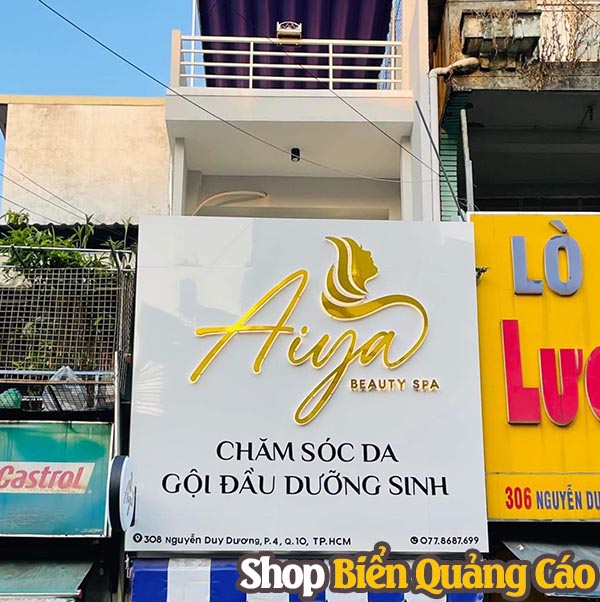 Aiya
BEAUTY SPA
CHĂM SÓC DA
GỘI ĐẦU DƯỠNG SINH
308 Nguyễn Duy Dương, P.4, Q.10, TP.HCM
077.8687.699
LÒ
306 NGUYỄN
Castrol
Shop Biển Quảng Cáo